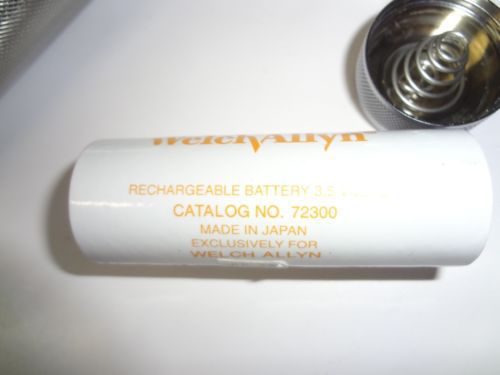 WelchAllyn
RECHARGEABLE BATTERY 3.5
CATALOG NO. 72300
MADE IN JAPAN
EXCLUSIVELY FOR
WELCH ALLYN